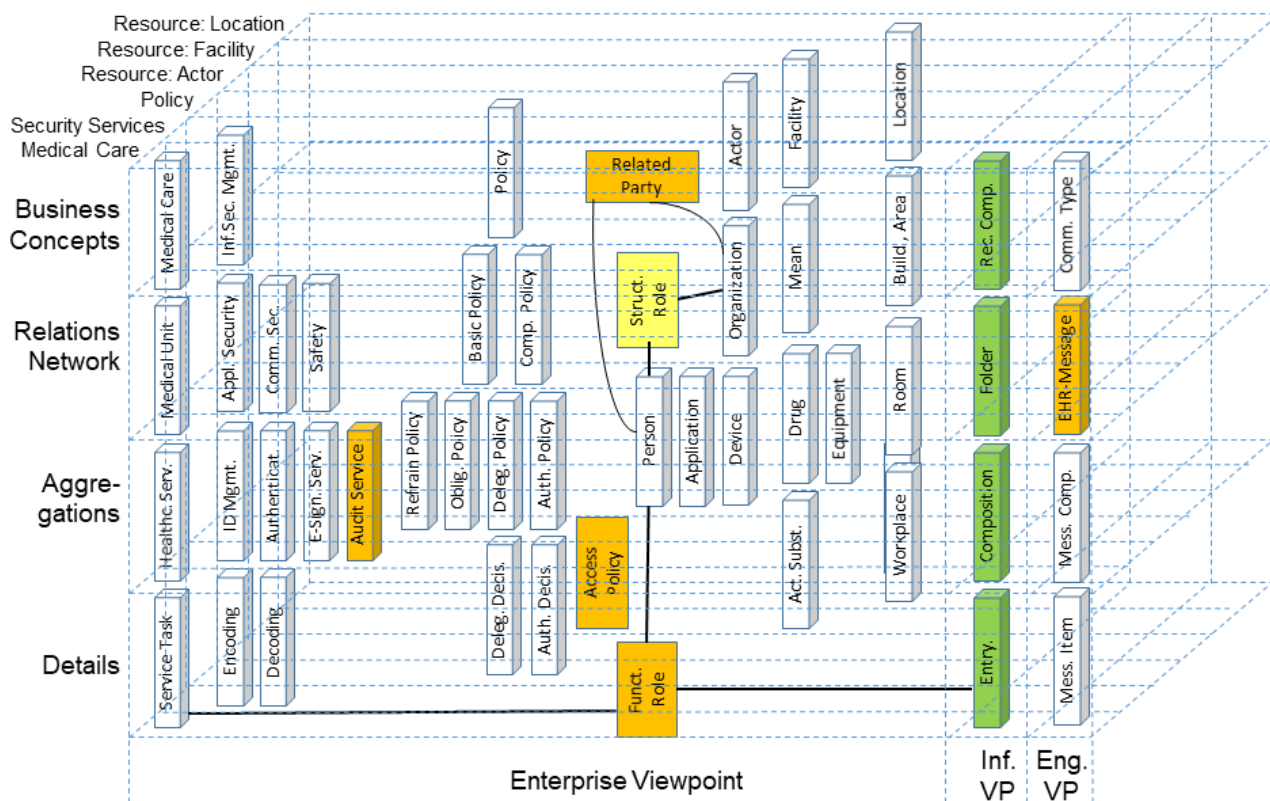 Resource: Location
Resource: Facility
Resource: Actor
Policy
Security Services
Medical Care
Business
Concepts
Relations
Network
Aggre-
gations
Details
Medical Care
Inf.Sec. Mgmt.
Policy
Related
Party
Actor
Facility
Location
Rec. Comp.
Comm. Type
Medical Unit
Appl. Security
Comm. Sec.
Safety
Basic Policy
Comp. Policy
Struct.
Role
Organization
Mean
Build., Area
Folder
EHR-Message
Healthc. Serv.
ID Mgmt.
Authenticat.
E-Sign. Serv.
Audit Service
Refrain Policy
Oblig. Poicy
Deleg. Policy
Auth. Policy
Person
Application
Device
Drug
Equipment
Room
Composition
Mess. Comp.
Service-Task
Encoding
Decoding
Deleg. Decis.
Auth. Decis.
Access
Policy
Funct.
Role
Act. Subst.
Workplace
Entry.
Mess. Item
Enterprise Viewpoint
Inf.
VP
Eng.
VP